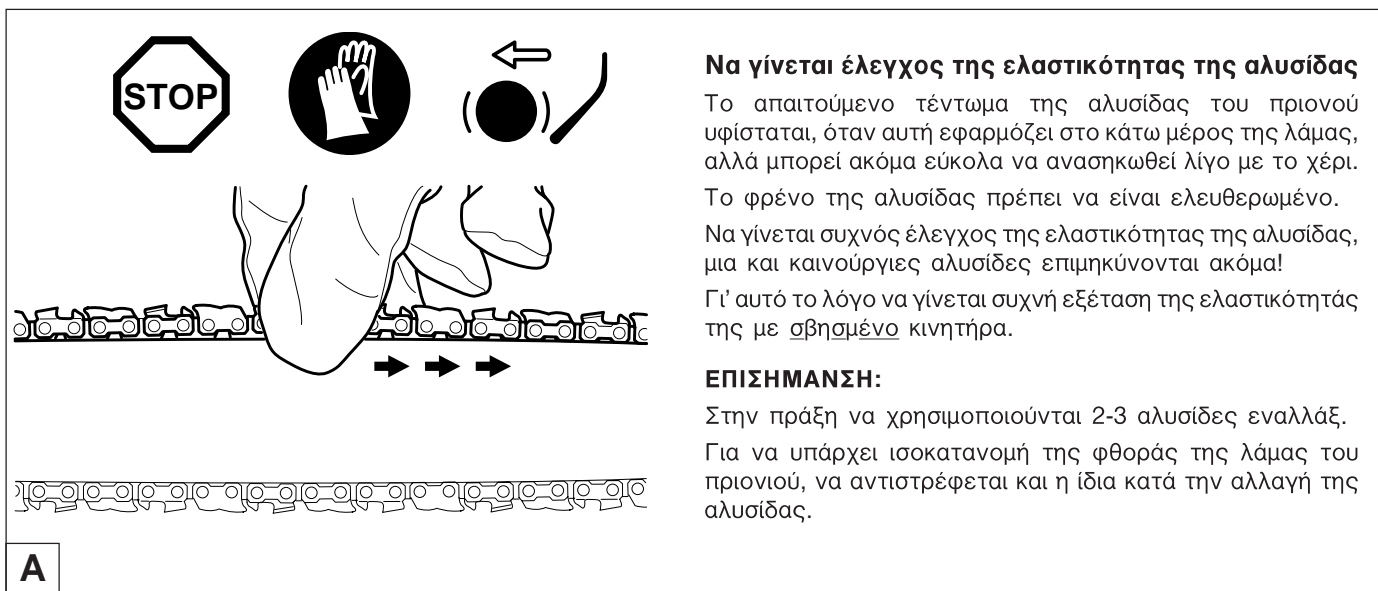 STOP
Να γίνεται έλεγχος της ελαστικότητας της αλυσίδας
Το απαιτούμενο τέντωμα της αλυσίδας του πριονού
υφίσταται, όταν αυτή εφαρμόζει στο κάτω μέρος της λάμας,
αλλά μπορεί ακόμα εύκολα να ανασηκωθεί λίγο με το χέρι.
Το φρένο της αλυσίδας πρέπει να είναι ελευθερωμένο.
Να γίνεται συχνός έλεγχος της ελαστικότητας της αλυσίδας,
μια και καινούργιες αλυσίδες επιμηκύνονται ακόμα!
Γι' αυτό το λόγο να γίνεται συχνή εξέταση της ελαστικότητάς
της με σβησμένο κινητήρα.
ΕΠΙΣΗΜΑΝΣΗ:
Στην πράξη να χρησιμοποιούνται 2-3 αλυσίδες εναλλάξ.
Για να υπάρχει ισοκατανομή της φθοράς της λάμας του
πριονιού, να αντιστρέφεται και η ίδια κατά την αλλαγή της
αλυσίδας.
A